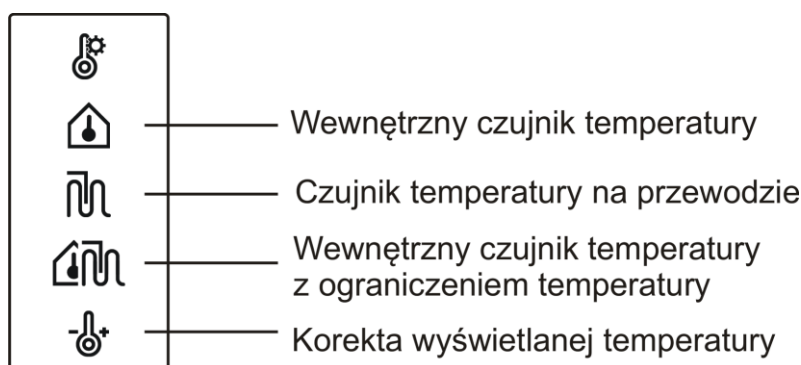 Wewnętrzny czujnik temperatury
Czujnik temperatury na przewodzie
Wewnętrzny czujnik temperatury
z ograniczeniem temperatury
Korekta wyświetlanej temperatury